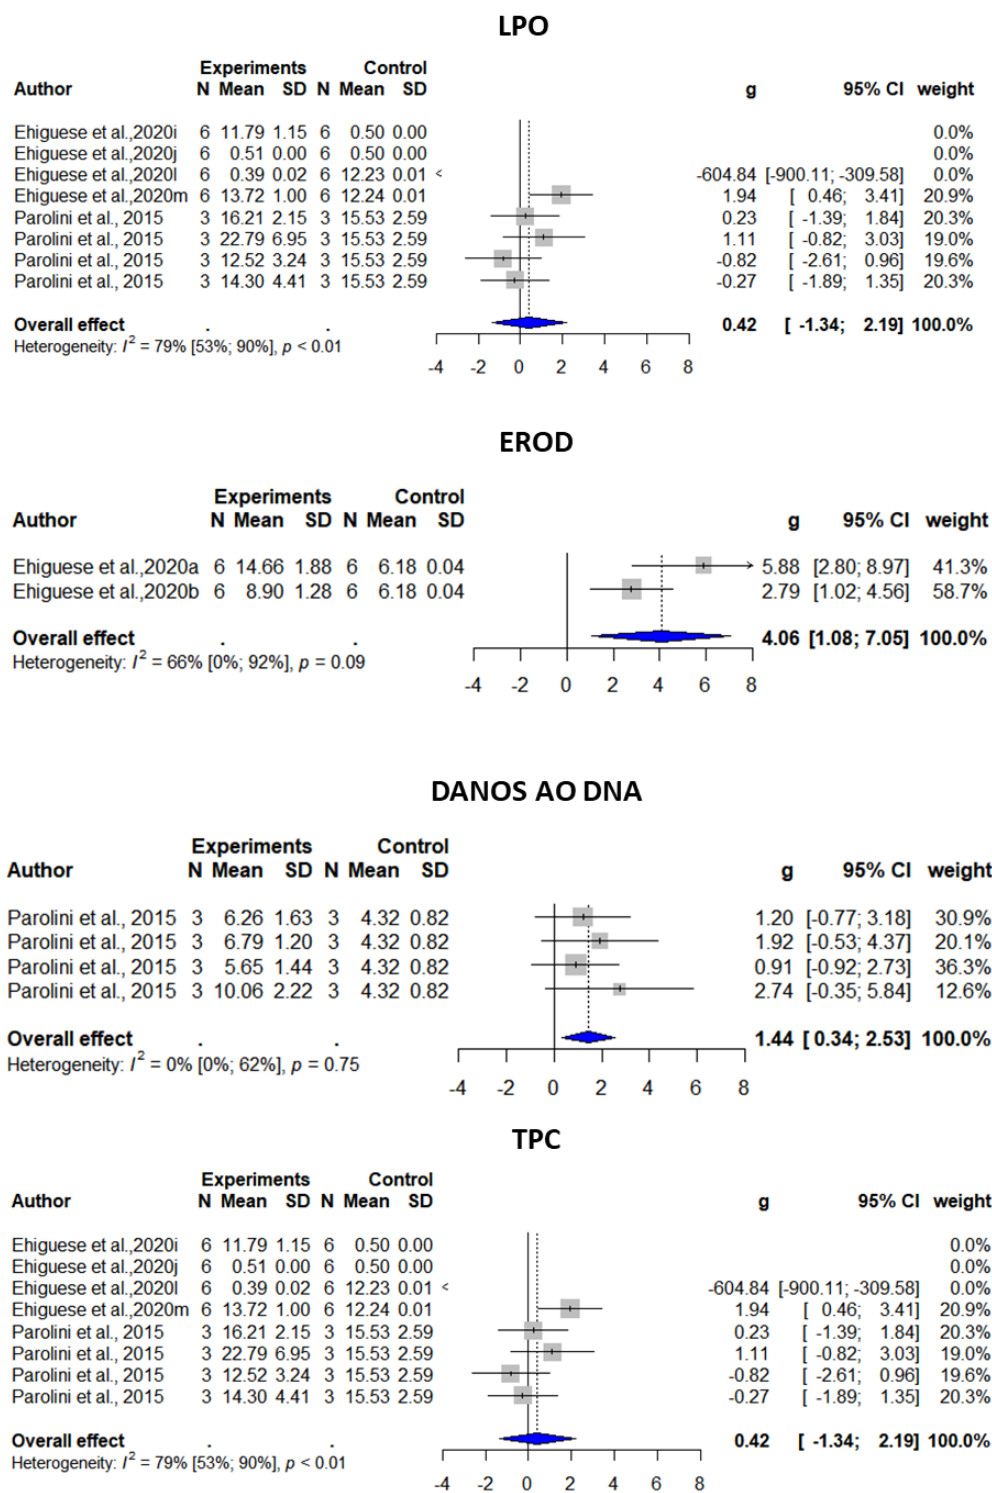 LPO
Experiments Control
Author N Mean SD N Mean SD g 95% CI weight
Ehiguese et al.,2020i 6 11.79 1.15 6 0.50 0.00 0.0%
Ehiguese et al.,2020j 6 0.51 0.00 6 0.50 0.00 0.0%
Ehiguese et al.,2020l 6 0.39 0.02 6 12.23 0.01 -604.84 [-900.11; -309.58] 0.0%
Ehiguese et al.,2020m 6 13.72 1.00 6 12.24 0.01 1.94 [ 0.46; 3.41] 20.9%
Parolini et al., 2015 3 16.21 2.15 3 15.53 2.59 0.23 [ -1.39; 1.84] 20.3%
Parolini et al., 2015 3 22.79 6.95 3 15.53 2.59 1.11 [ -0.82; 3.03] 19.0%
Parolini et al., 2015 3 12.52 3.24 3 15.53 2.59 -0.82 [ -2.61; 0.96] 19.6%
Parolini et al., 2015 3 14.30 4.41 3 15.53 2.59 -0.27 [ -1.89; 1.35] 20.3%
Overall effect . . 0.42 [ -1.34; 2.19] 100.0%
Heterogeneity: I² = 79% [53%; 90%], p < 0.01
-4 -2 0 2 4 6 8
EROD
Experiments Control
Author N Mean SD N Mean SD g 95% CI weight
Ehiguese et al.,2020a 6 14.66 1.88 6 6.18 0.04 5.88 [2.80; 8.97] 41.3%
Ehiguese et al.,2020b 6 8.90 1.28 6 6.18 0.04 2.79 [1.02; 4.56] 58.7%
Overall effect . . 4.06 [1.08; 7.05] 100.0%
Heterogeneity: I² = 66% [0%; 92%], p = 0.09
-4 -2 0 2 4 6 8
DANOS AO DNA
Experiments Control
Author N Mean SD N Mean SD g 95% CI weight
Parolini et al., 2015 3 6.26 1.63 3 4.32 0.82 1.20 [-0.77; 3.18] 30.9%
Parolini et al., 2015 3 6.79 1.20 3 4.32 0.82 1.92 [-0.53; 4.37] 20.1%
Parolini et al., 2015 3 5.65 1.44 3 4.32 0.82 0.91 [-0.92; 2.73] 36.3%
Parolini et al., 2015 3 10.06 2.22 3 4.32 0.82 2.74 [-0.35; 5.84] 12.6%
Overall effect . . 1.44 [ 0.34; 2.53] 100.0%
Heterogeneity: I² = 0% [0%; 62%], p = 0.75
-4 -2 0 2 4 6 8
TPC
Experiments Control
Author N Mean SD N Mean SD g 95% CI weight
Ehiguese et al.,2020i 6 11.79 1.15 6 0.50 0.00 0.0%
Ehiguese et al.,2020j 6 0.51 0.00 6 0.50 0.00 0.0%
Ehiguese et al.,2020l 6 0.39 0.02 6 12.23 0.01 -604.84 [-900.11; -309.58] 0.0%
Ehiguese et al.,2020m 6 13.72 1.00 6 12.24 0.01 1.94 [ 0.46; 3.41] 20.9%
Parolini et al., 2015 3 16.21 2.15 3 15.53 2.59 0.23 [ -1.39; 1.84] 20.3%
Parolini et al., 2015 3 22.79 6.95 3 15.53 2.59 1.11 [ -0.82; 3.03] 19.0%
Parolini et al., 2015 3 12.52 3.24 3 15.53 2.59 -0.82 [ -2.61; 0.96] 19.6%
Parolini et al., 2015 3 14.30 4.41 3 15.53 2.59 -0.27 [ -1.89; 1.35] 20.3%
Overall effect . . 0.42 [ -1.34; 2.19] 100.0%
Heterogeneity: I² = 79% [53%; 90%], p < 0.01
-4 -2 0 2 4 6 8